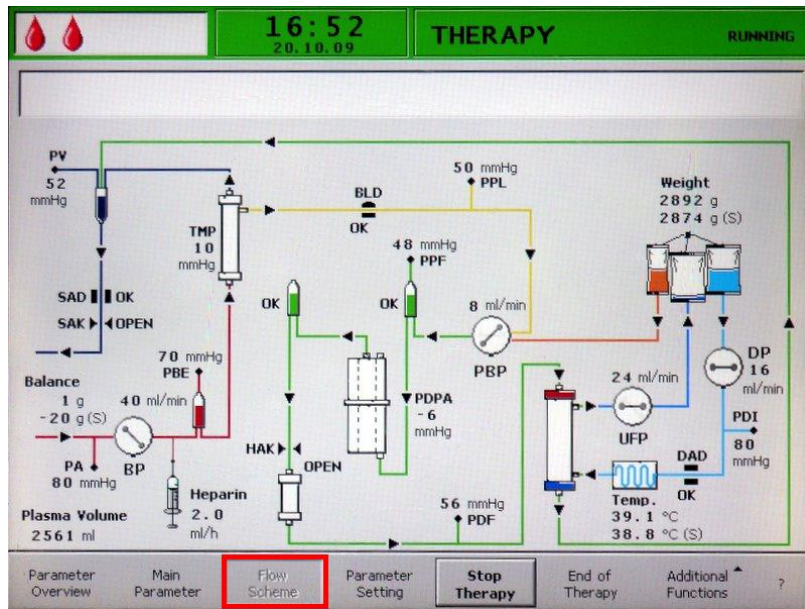 16:52
20.10.09
THERAPY
RUNNING
PV
52
mmHg
TMP
10
mmHg
BLD
OK
50 mmHg
PPL
Weight
2892 g
2874 g (S)
48 mmHg
PPF
SAD
OK
SAK
OPEN
OK
OK
8 ml/min
PBP
70 mmHg
PBE
DP
16
ml/min
Balance
1 g
-20 g (S)
40 ml/min
PDPA
-6
mmHg
24 ml/min
UFP
PDI
80
mmHg
PA
80 mmHg
BP
HAK
OPEN
DAD
OK
Heparin
2.0
ml/h
56 mmHg
PDF
Temp.
39.1 °C
38.8 °C (S)
Plasma Volume
2561 ml
Parameter
Overview
Main
Parameter
Flow
Scheme
Parameter
Setting
Stop
Therapy
End of
Therapy
Additional
Functions
?